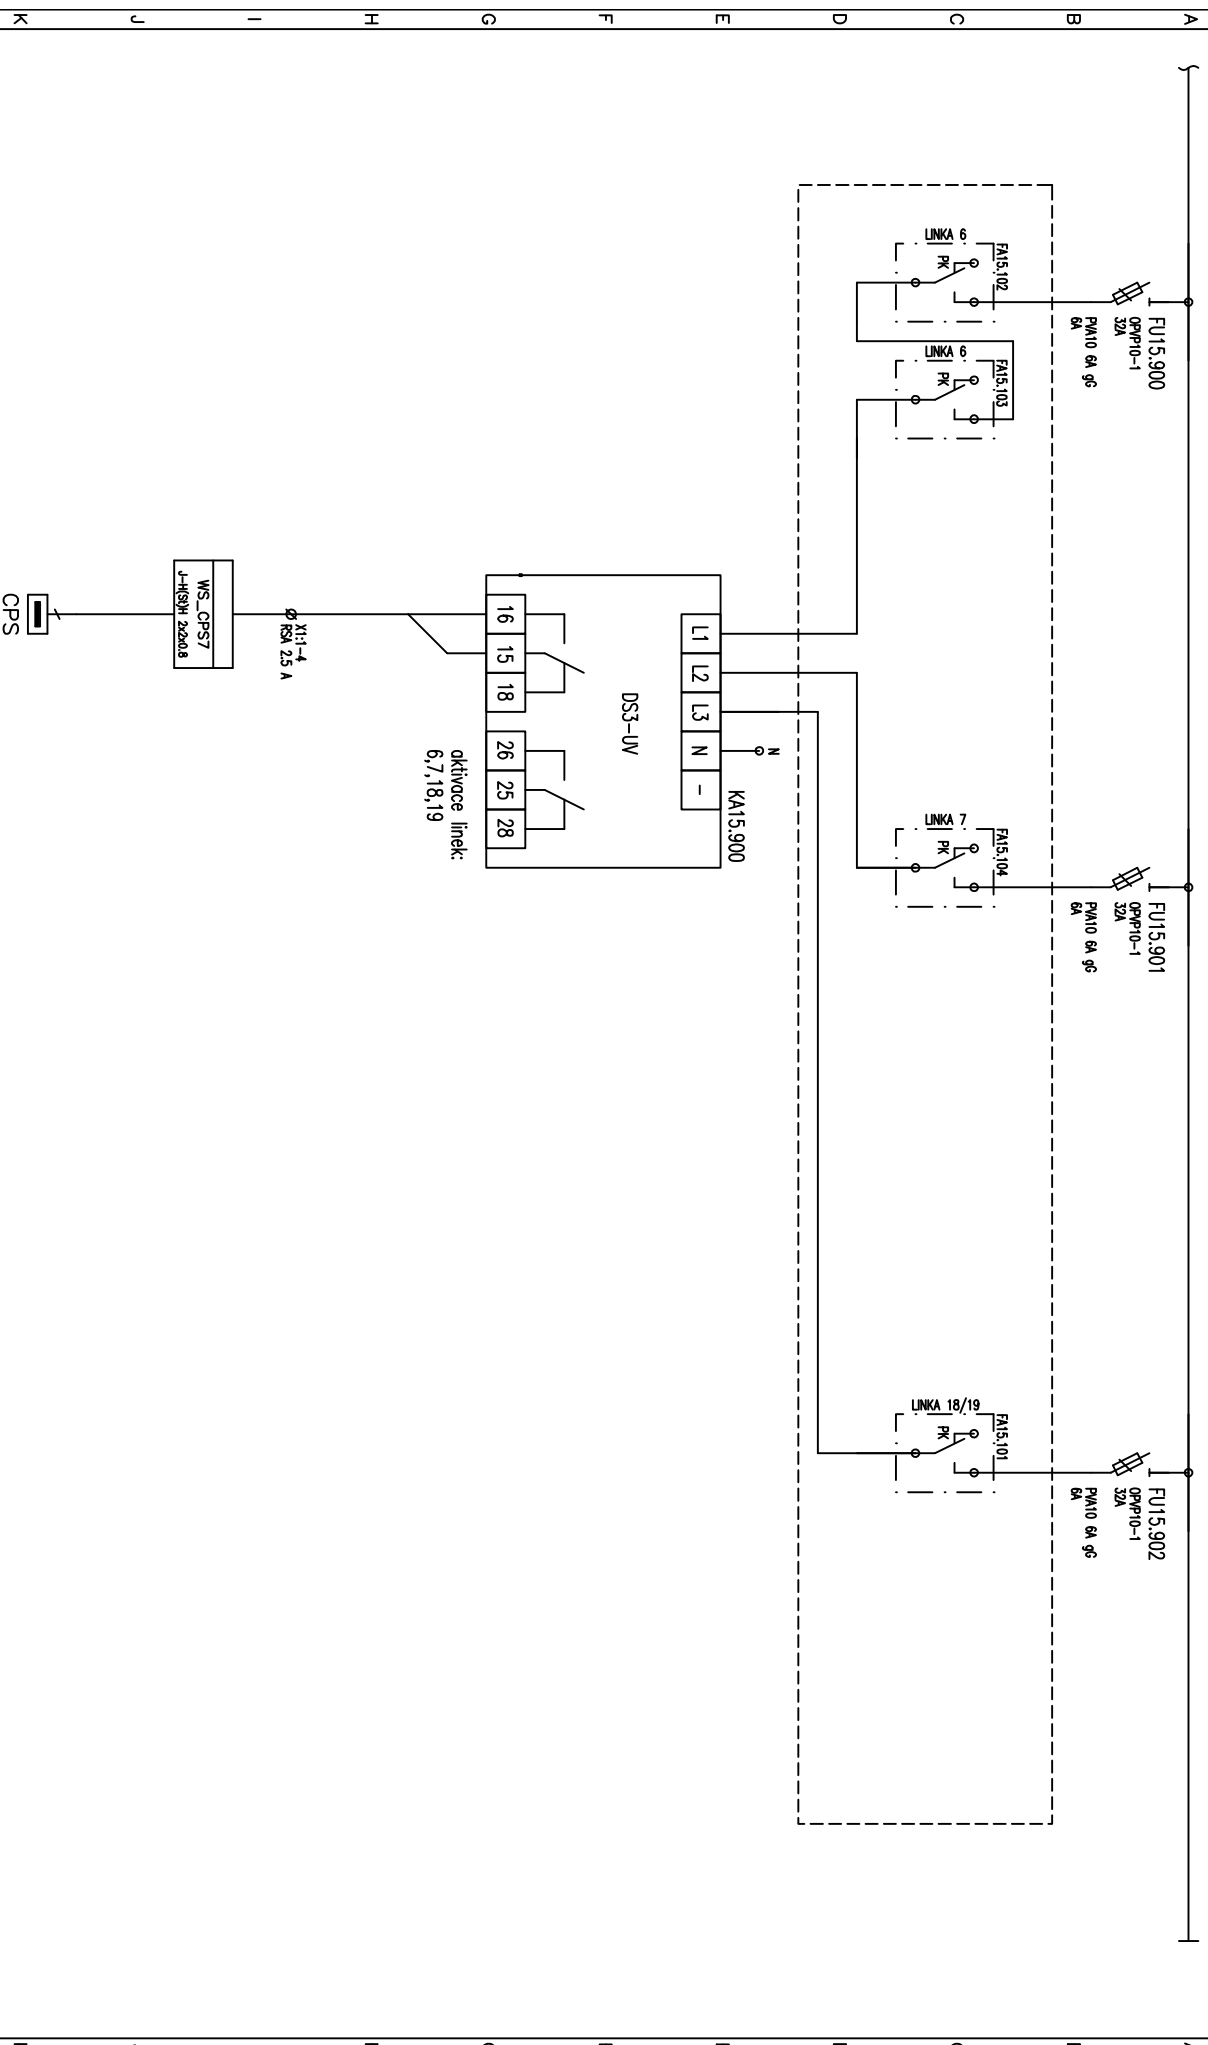 A
B
C
D
E
F
G
H
I
J
K
FU15.900
OPVP10-1
32A
PVA10 6A gG
6A
FU15.901
OPVP10-1
32A
PVA10 6A gG
6A
FU15.902
OPVP10-1
32A
PVA10 6A gG
6A
FA15.102
PK
LINKA 6
FA15.103
PK
LINKA 6
FA15.104
PK
LINKA 7
FA15.101
PK
LINKA 18/19
N
KA15.900
L1 L2 L3 N -
DS3-UV
16 15 18 26 25 28
aktivace linek:
6,7,18,19
X1:1-4
RSA 2.5 A
WS_CPS7
J-H(St)H 2x2x0.8
CPS